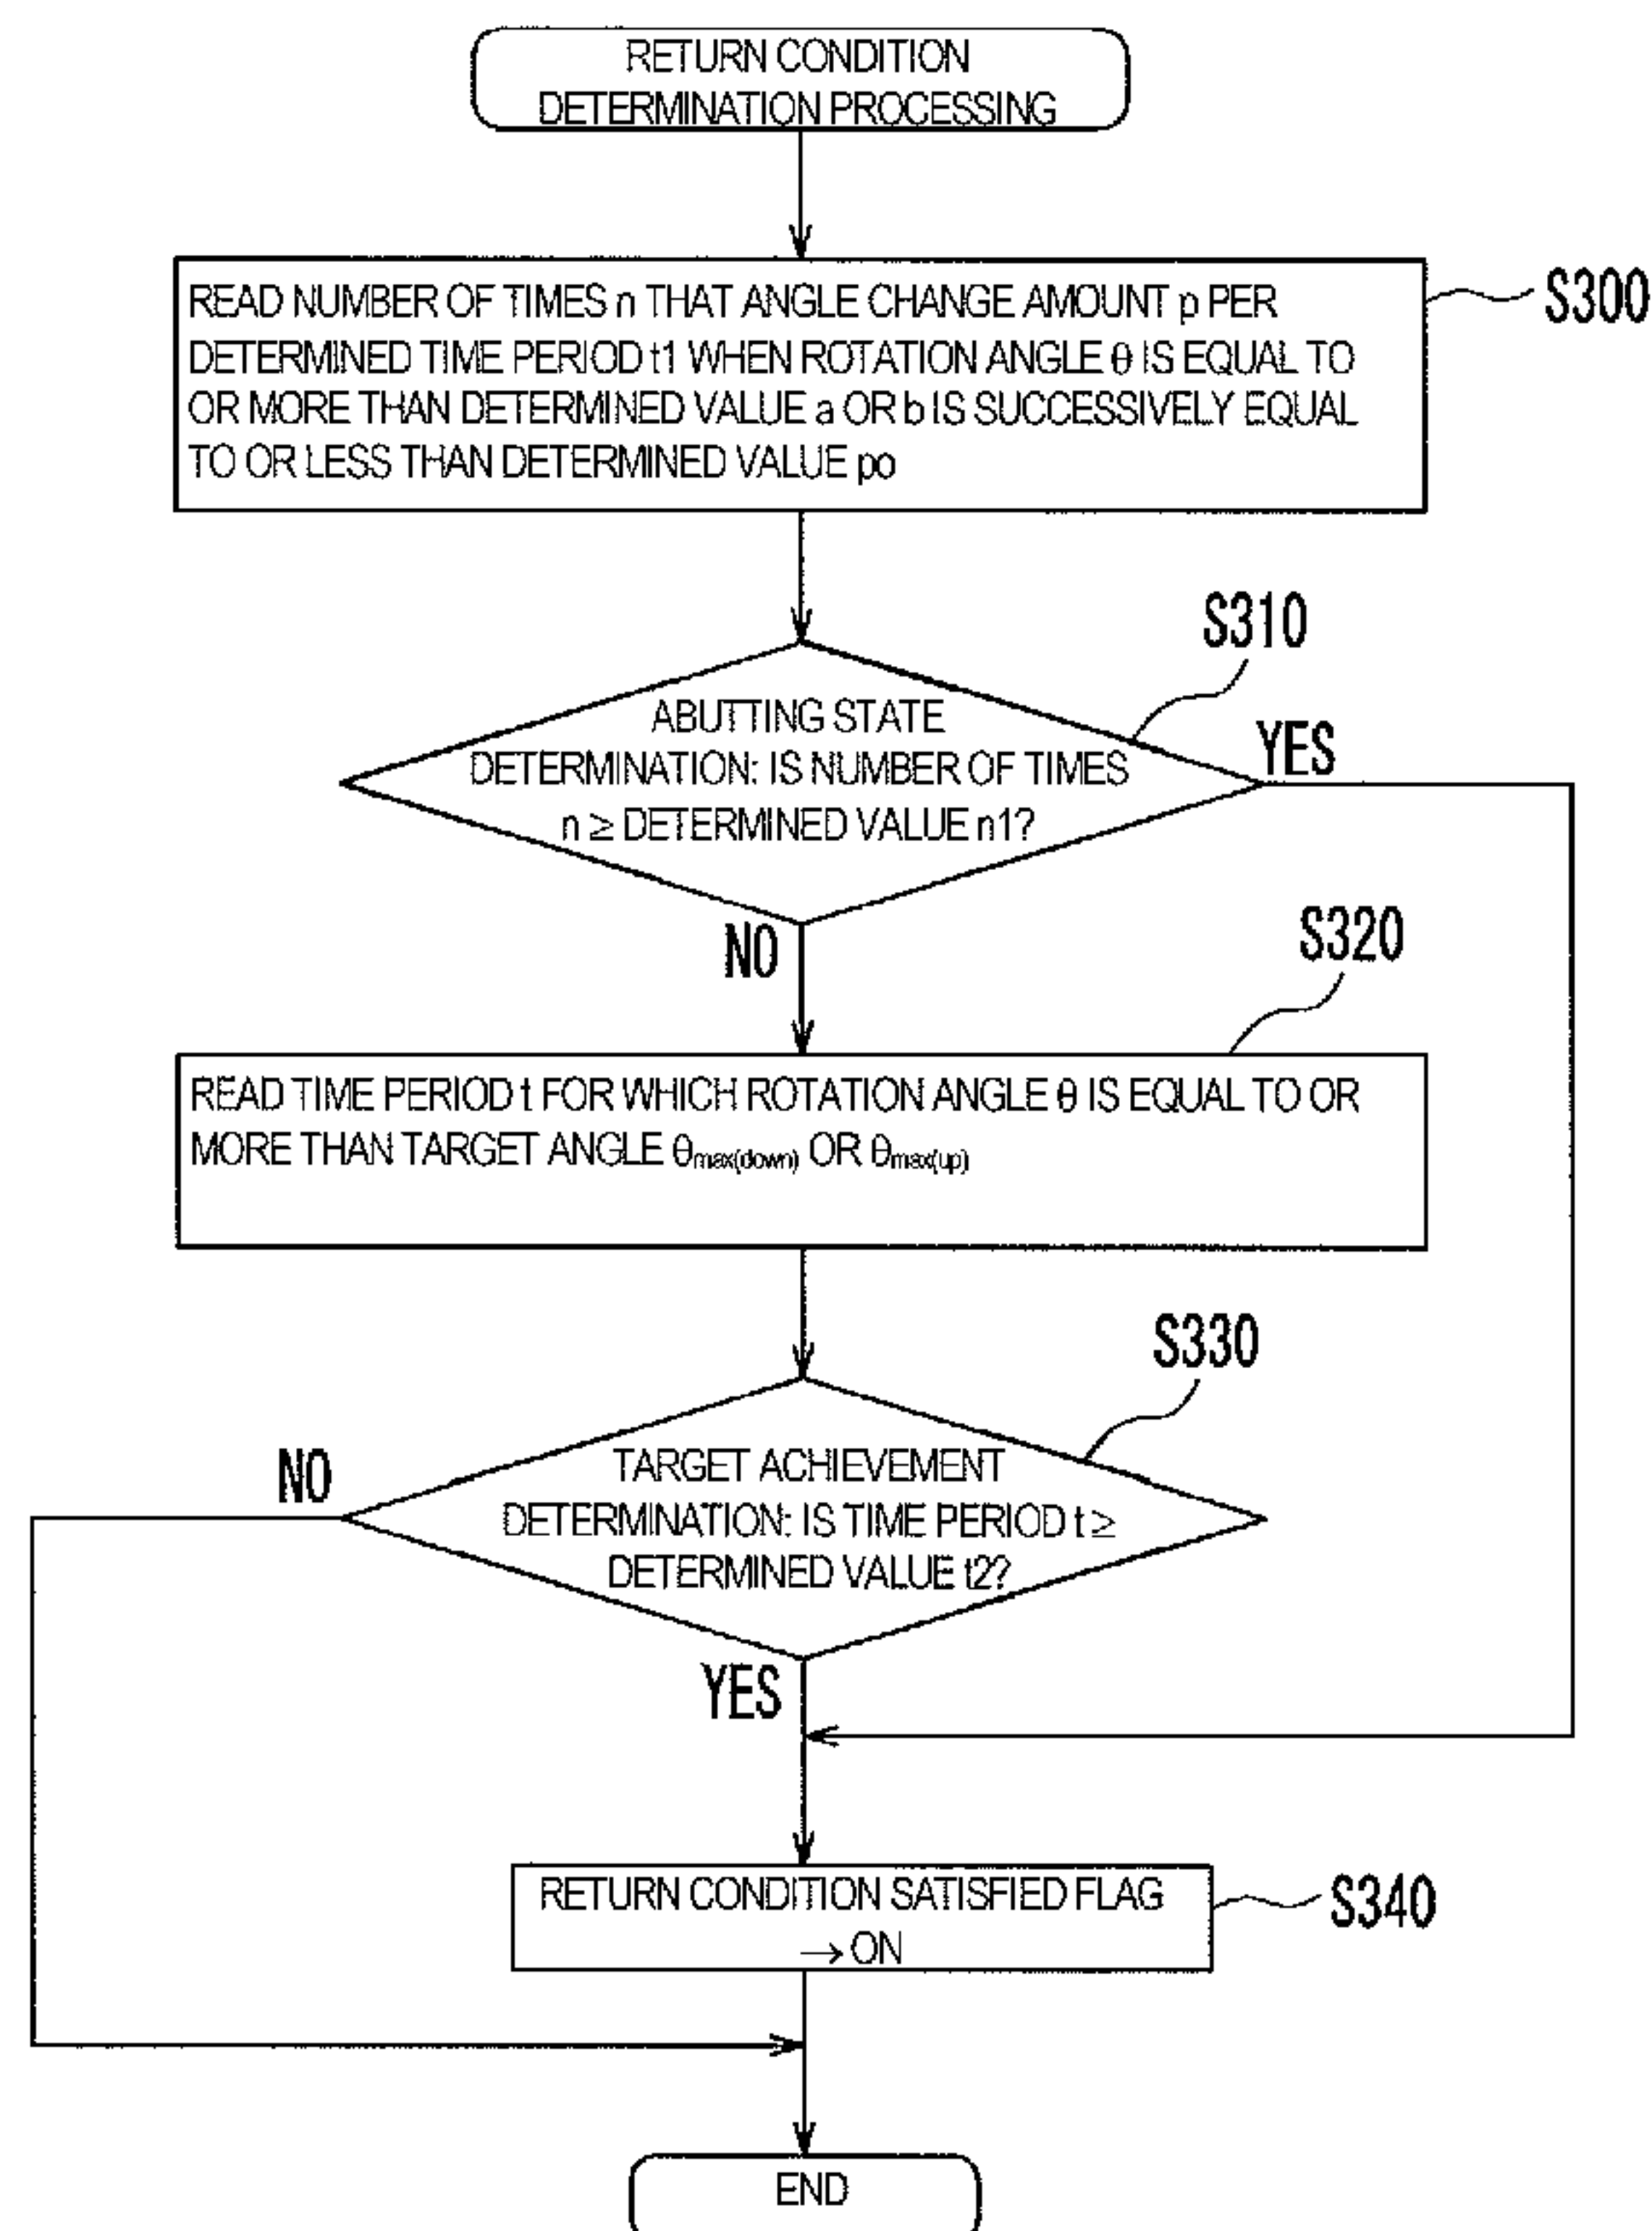 RETURN CONDITION
DETERMINATION PROCESSING
READ NUMBER OF TIMES n THAT ANGLE CHANGE AMOUNT p PER
DETERMINED TIME PERIOD t1 WHEN ROTATION ANGLE θ IS EQUAL TO
OR MORE THAN DETERMINED VALUE a OR b IS SUCCESSIVELY EQUAL
TO OR LESS THAN DETERMINED VALUE po
S300
S310
ABUTTING STATE
DETERMINATION: IS NUMBER OF TIMES
n ≥ DETERMINED VALUE n1?
YES
NO
S320
READ TIME PERIOD t FOR WHICH ROTATION ANGLE θ IS EQUAL TO OR
MORE THAN TARGET ANGLE θmax(down) OR θmax(up)
S330
TARGET ACHIEVEMENT
DETERMINATION: IS TIME PERIOD t ≥
DETERMINED VALUE t2?
NO
YES
RETURN CONDITION SATISFIED FLAG
→ ON
S340
END